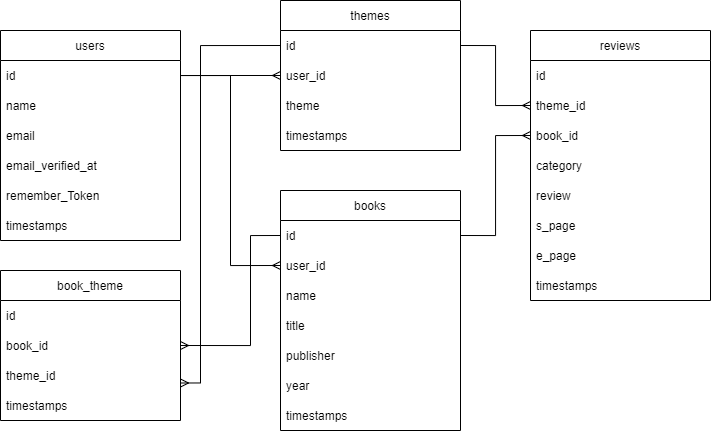 users
id
name
email
email_verified_at
remember_Token
timestamps
book_theme
id
book_id
theme_id
timestamps
themes
id
user_id
theme
timestamps
books
id
user_id
name
title
publisher
year
timestamps
reviews
id
theme_id
book_id
category
review
s_page
e_page
timestamps